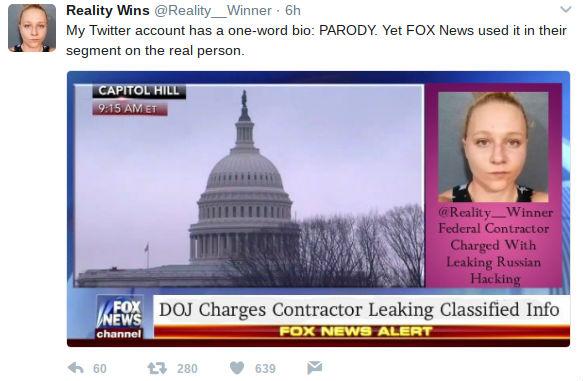 Reality Wins @Reality__Winner · 6h
My Twitter account has a one-word bio: PARODY. Yet FOX News used it in their
segment on the real person.
CAPITOL HILL
9:15 AM ET
@Reality__Winner
Federal Contractor
Charged With
Leaking Russian
Hacking
FOX
NEWS
channel
DOJ Charges Contractor Leaking Classified Info
FOX NEWS ALERT
60 280 639